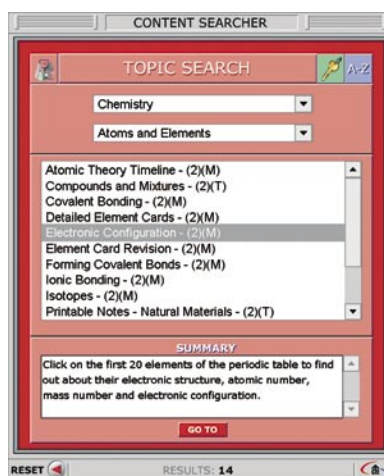 CONTENT SEARCHER
TOPIC SEARCH
A-Z
Chemistry
Atoms and Elements
Atomic Theory Timeline - (2)(M)
Compounds and Mixtures - (2)(T)
Covalent Bonding - (2)(M)
Detailed Element Cards - (2)(M)
Electronic Configuration - (2)(M)
Element Card Revision - (2)(M)
Forming Covalent Bonds - (2)(M)
Ionic Bonding - (2)(M)
Isotopes - (2)(M)
Printable Notes - Natural Materials - (2)(T)
SUMMARY
Click on the first 20 elements of the periodic table to find
out about their electronic structure, atomic number,
mass number and electronic configuration.
GO TO
RESET
RESULTS: 14